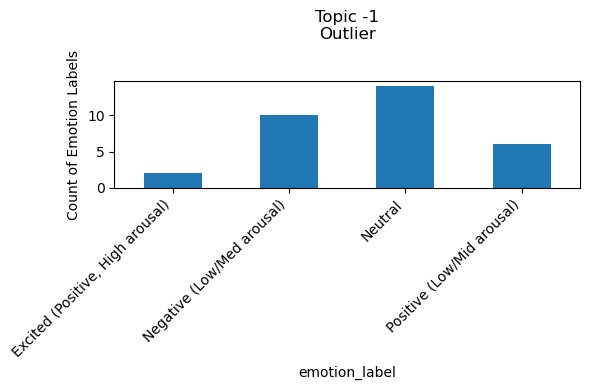 Topic -1
Outlier
Count of Emotion Labels
10
5
0
Excited (Positive, High arousal)
Negative (Low/Med arousal)
Neutral
Positive (Low/Mid arousal)
emotion_label